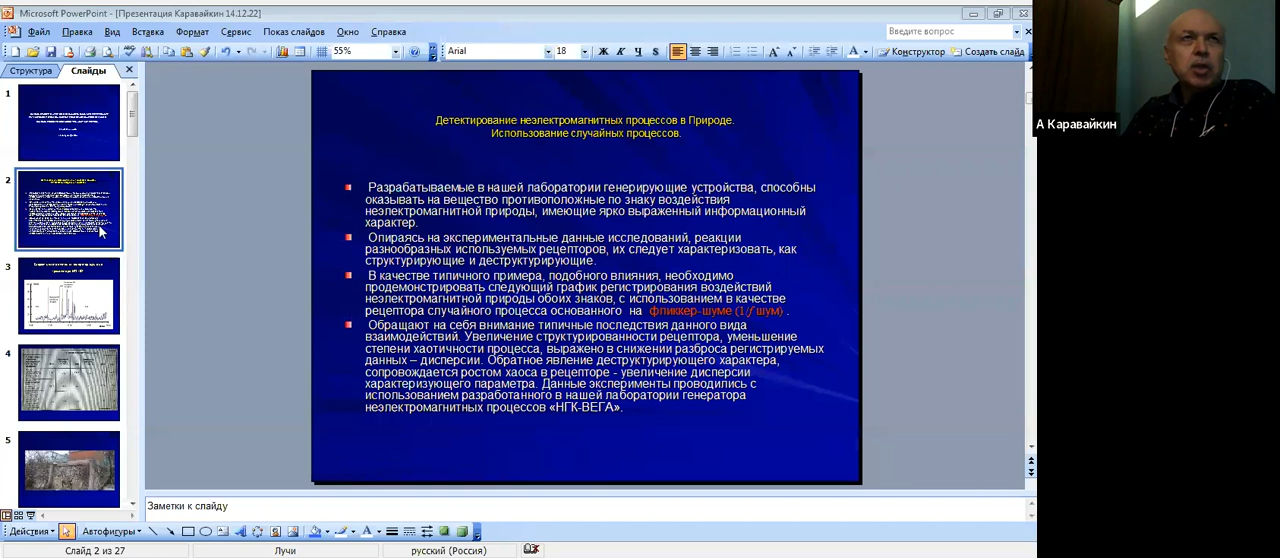 Microsoft PowerPoint - [Презентация Каравайкин 14.12.22]
Файл Правка Вид Вставка Формат Сервис Показ слайдов Окно Справка
Введите вопрос
55%
Arial
18
Ж К Ч S
Конструктор Создать слайд
Структура Слайды
1
2
3
4
5
Детектирование неэлектромагнитных процессов в Природе.
Использование случайных процессов.
Разрабатываемые в нашей лаборатории генерирующие устройства, способны
оказывать на вещество противоположные по знаку воздействия
неэлектромагнитной природы, имеющие ярко выраженный информационный
характер.
Опираясь на экспериментальные данные исследований, реакции
разнообразных используемых рецепторов, их следует характеризовать, как
структурирующие и деструктурирующие.
В качестве типичного примера, подобного влияния, необходимо
продемонстрировать следующий график регистрирования воздействий
неэлектромагнитной природы обоих знаков, с использованием в качестве
рецептора случайного процесса основанного на фликкер-шуме (1/f шум) .
Обращают на себя внимание типичные последствия данного вида
взаимодействий. Увеличение структурированности рецептора, уменьшение
степени хаотичности процесса, выражено в снижении разброса регистрируемых
данных – дисперсии. Обратное явление деструктурирующего характера,
сопровождается ростом хаоса в рецепторе - увеличение дисперсии
характеризующего параметра. Данные эксперименты проводились с
использованием разработанного в нашей лаборатории генератора
неэлектромагнитных процессов «НГК-ВЕГА».
А Каравайкин
Заметки к слайду
Действия Автофигуры
Слайд 2 из 27
Лучи
русский (Россия)